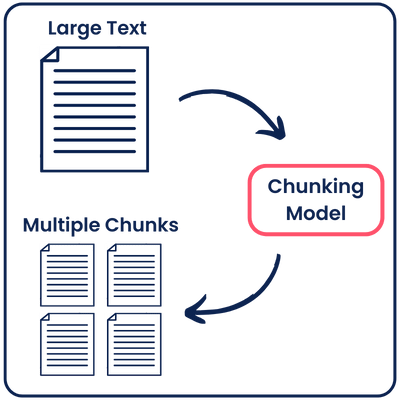 Large Text
Chunking
Model
Multiple Chunks